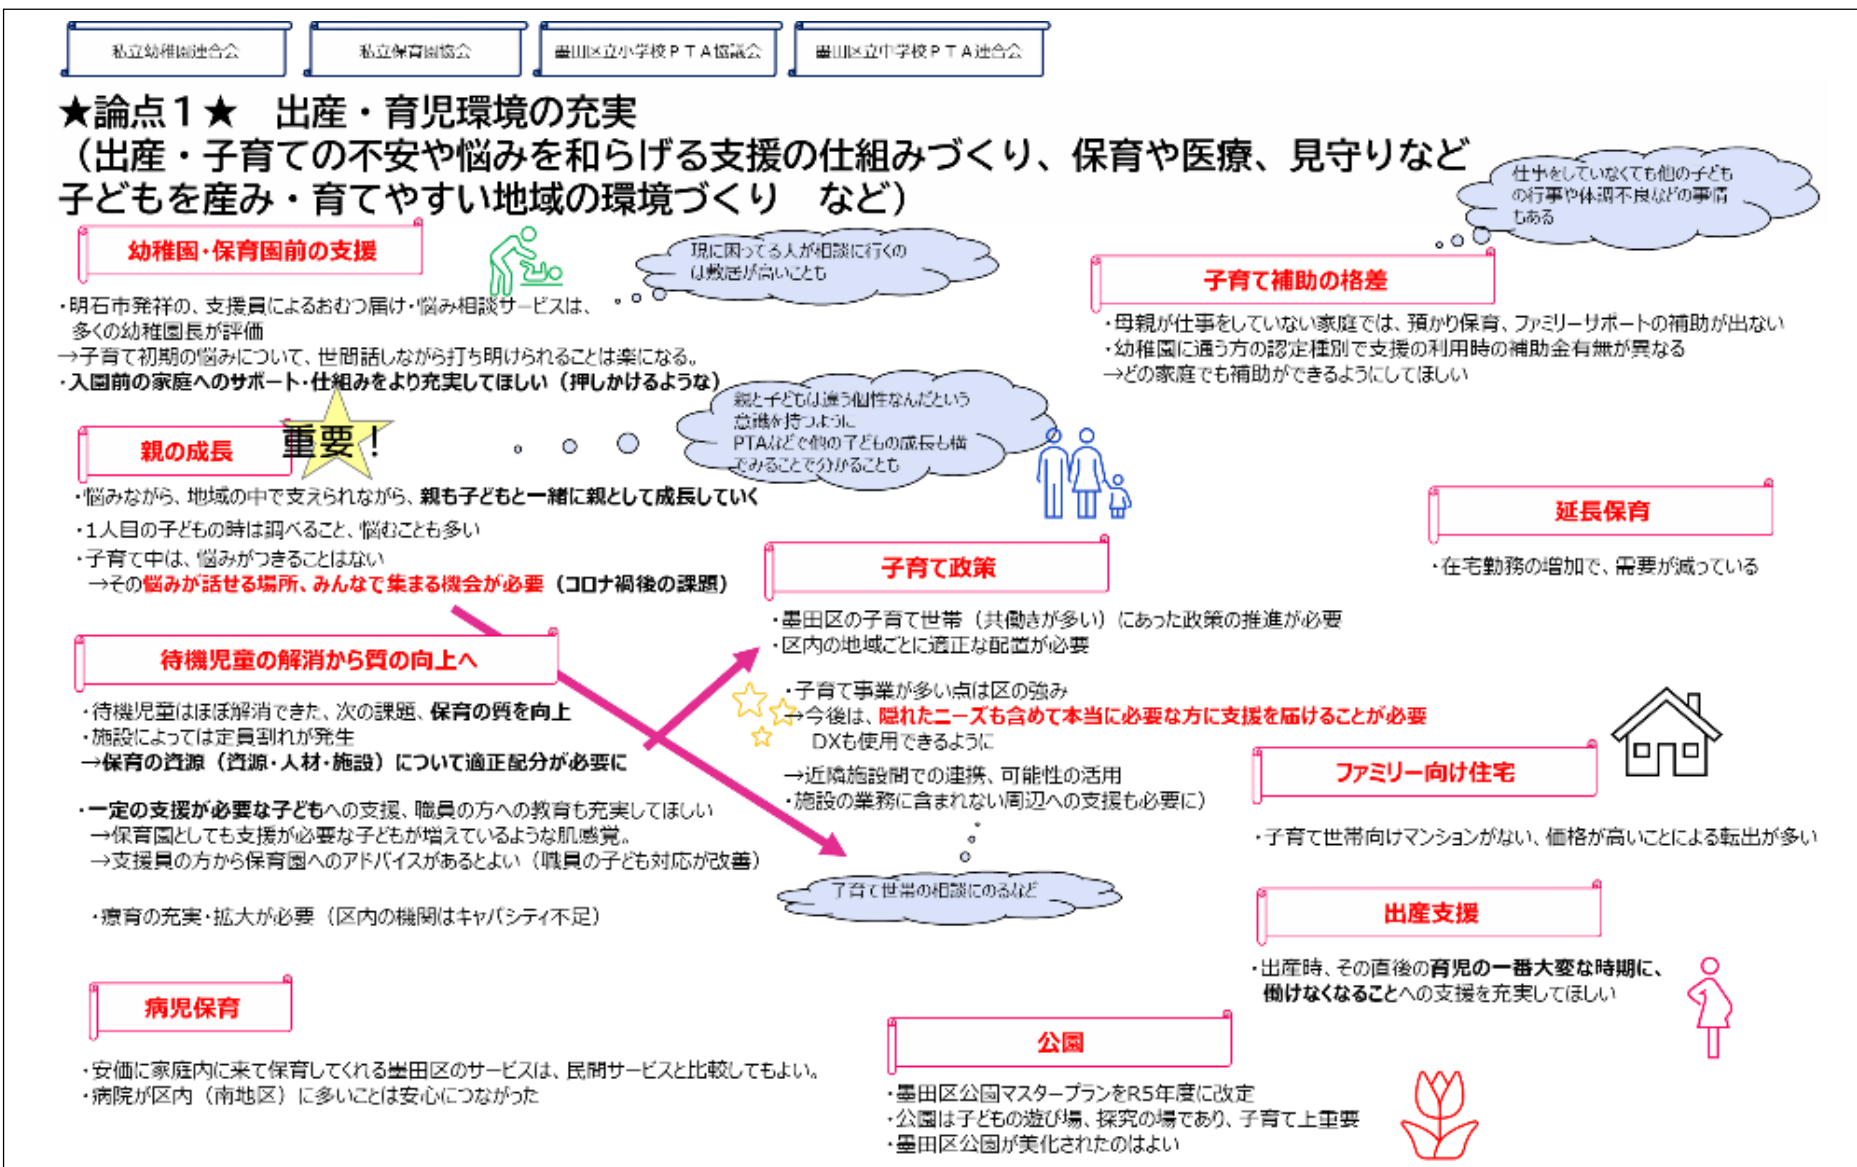 私立幼稚園連合会
私立保育園協会
墨田区立小学校ＰＴＡ協議会
墨田区立中学校ＰＴＡ連合会
★論点１★　出産・育児環境の充実
（出産・子育ての不安や悩みを和らげる支援の仕組みづくり、保育や医療、見守りなど
子どもを産み・育てやすい地域の環境づくり　など）
仕事をしていなくても他の子ども
の行事や体調不良などの事情
もある
幼稚園・保育園前の支援
現に困ってる人が相談に行くの
は敷居が高いことも
・明石市発祥の、支援員によるおむつ届け・悩み相談サービスは、
多くの幼稚園長が評価
→子育て初期の悩みについて、世間話しながら打ち明けられることは楽になる。
・入園前の家庭へのサポート・仕組みをより充実してほしい（押しかけるような）
子育て補助の格差
・母親が仕事をしていない家庭では、預かり保育、ファミリーサポートの補助が出ない
・幼稚園に通う方の認定種別で支援の利用時の補助金有無が異なる
→どの家庭でも補助ができるようにしてほしい
親の成長
重要！
親と子どもは違う個性なんだという
意識を持つように
PTAなどで他の子どもの成長も横
でみることで分かることも
・悩みながら、地域の中で支えられながら、親も子どもと一緒に親として成長していく
・1人目の子どもの時は調べること、悩むことも多い
・子育て中は、悩みがつきることはない
→その悩みが話せる場所、みんなで集まる機会が必要（コロナ禍後の課題）
延長保育
・在宅勤務の増加で、需要が減っている
子育て政策
・墨田区の子育て世帯（共働きが多い）にあった政策の推進が必要
・区内の地域ごとに適正な配置が必要
・子育て事業が多い点は区の強み
→今後は、隠れたニーズも含めて本当に必要な方に支援を届けることが必要
DXも使用できるように
→近隣施設間での連携、可能性の活用
・施設の業務に含まれない周辺への支援も必要に）
子育て世帯の相談にのるなど
待機児童の解消から質の向上へ
・待機児童はほぼ解消できた、次の課題、保育の質を向上
・施設によっては定員割れが発生
→保育の資源（資源・人材・施設）について適正配分が必要に
・一定の支援が必要な子どもへの支援、職員の方への教育も充実してほしい
→保育園としても支援が必要な子どもが増えているような肌感覚。
→支援員の方から保育園へのアドバイスがあるとよい（職員の子ども対応が改善）
・療育の充実・拡大が必要（区内の機関はキャパシティ不足）
ファミリー向け住宅
・子育て世帯向けマンションがない、価格が高いことによる転出が多い
出産支援
・出産時、その直後の育児の一番大変な時期に、
働けなくなることへの支援を充実してほしい
病児保育
・安価に家庭内に来て保育してくれる墨田区のサービスは、民間サービスと比較してもよい。
・病院が区内（南地区）に多いことは安心につながった
公園
・墨田区公園マスタープランをR5年度に改定
・公園は子どもの遊び場、探究の場であり、子育て上重要
・墨田区公園が美化されたのはよい